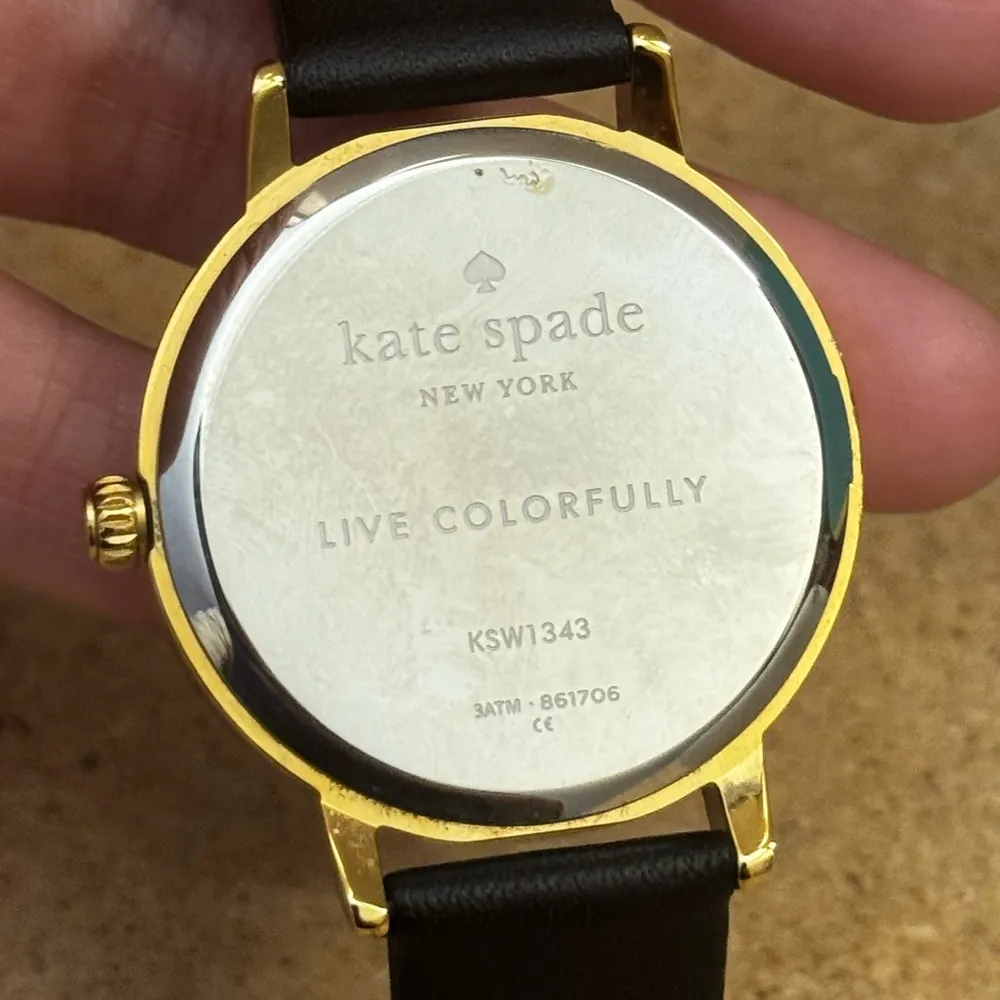 kate spade
NEW YORK
LIVE COLORFULLY
KSW1343
3ATM · 861706
CE